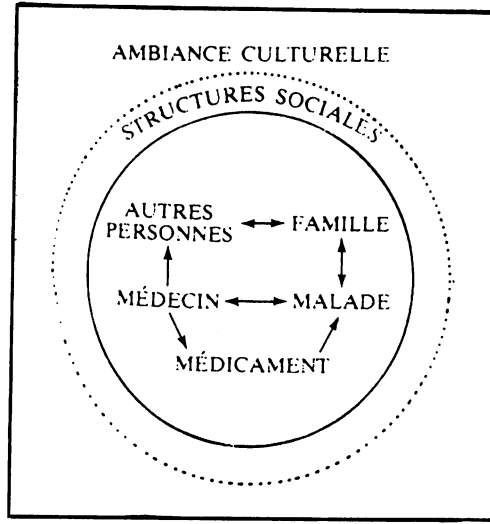 AMBIANCE CULTURELLE
STRUCTURES SOCIALES
AUTRES
PERSONNES
FAMILLE
MÉDECIN
MALADE
MÉDICAMENT